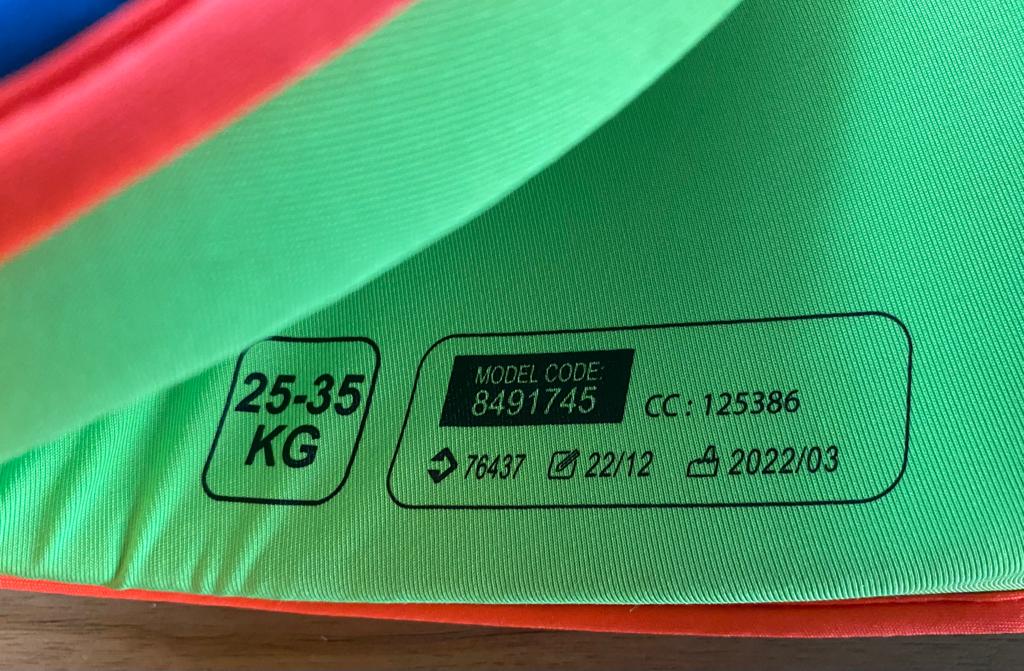 25-35
KG
MODEL CODE:
8491745
CC : 125386
76437 22/12 2022/03